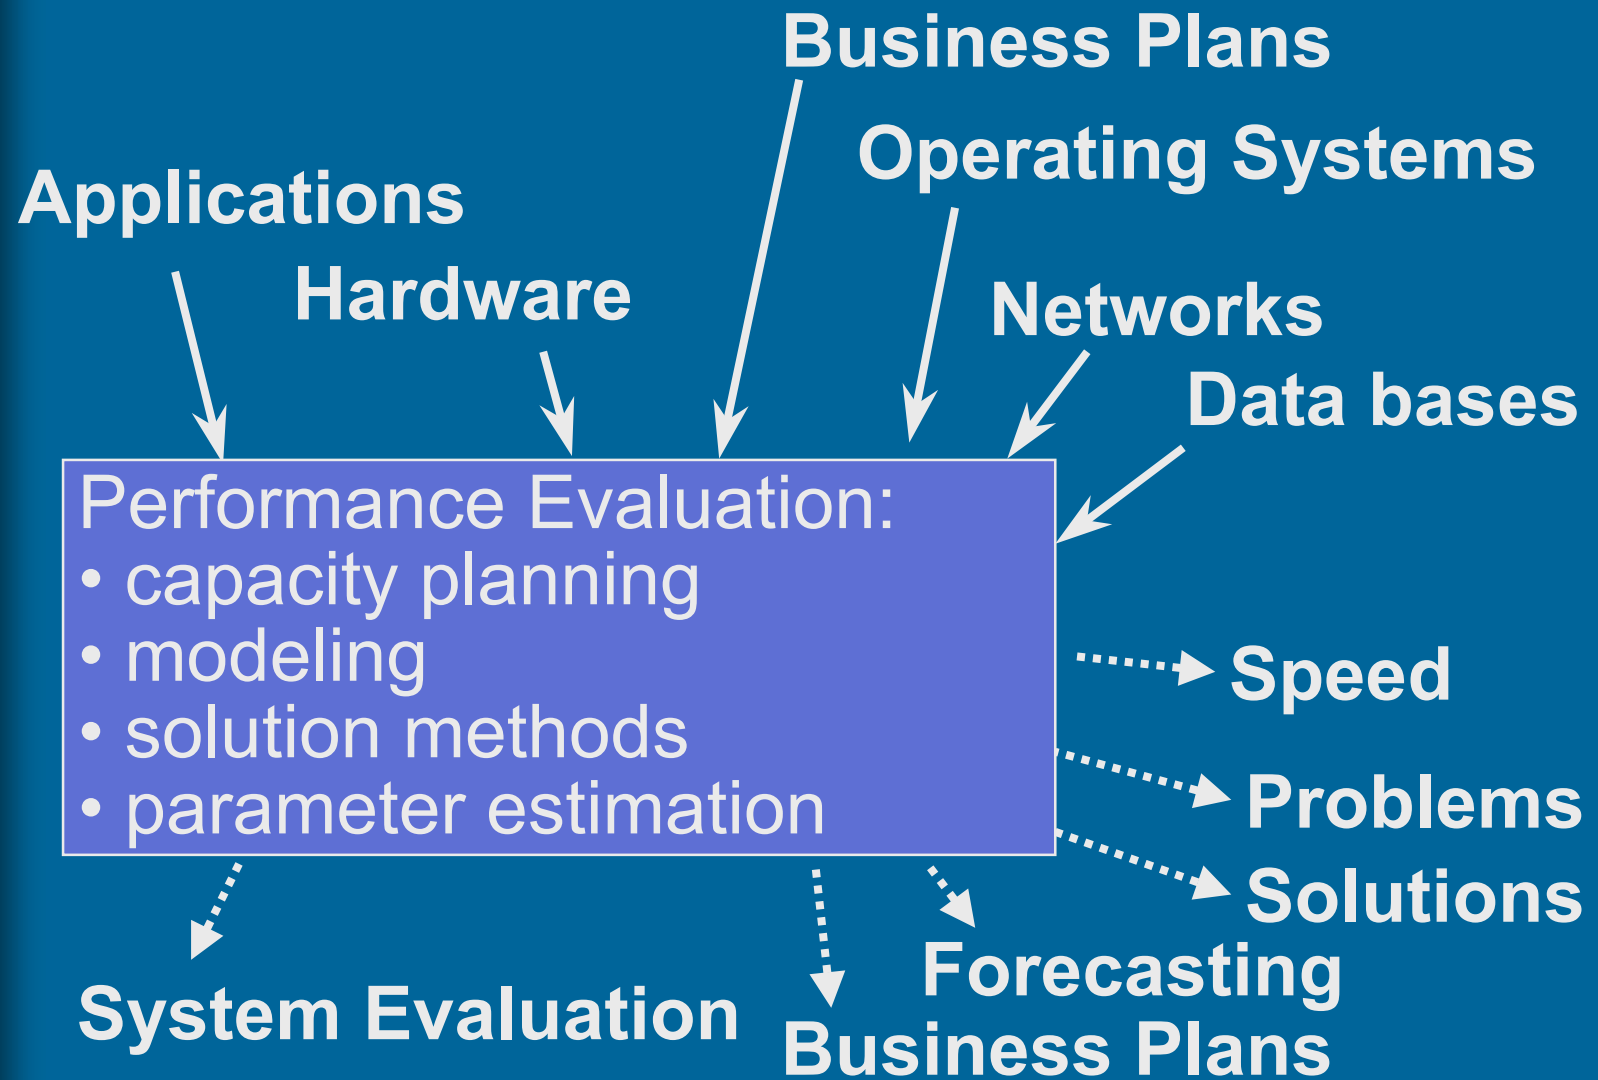 Business Plans
Operating Systems
Applications
Hardware
Networks
Data bases
Performance Evaluation:
• capacity planning
• modeling
• solution methods
• parameter estimation
Speed
Problems
Solutions
Forecasting
System Evaluation
Business Plans